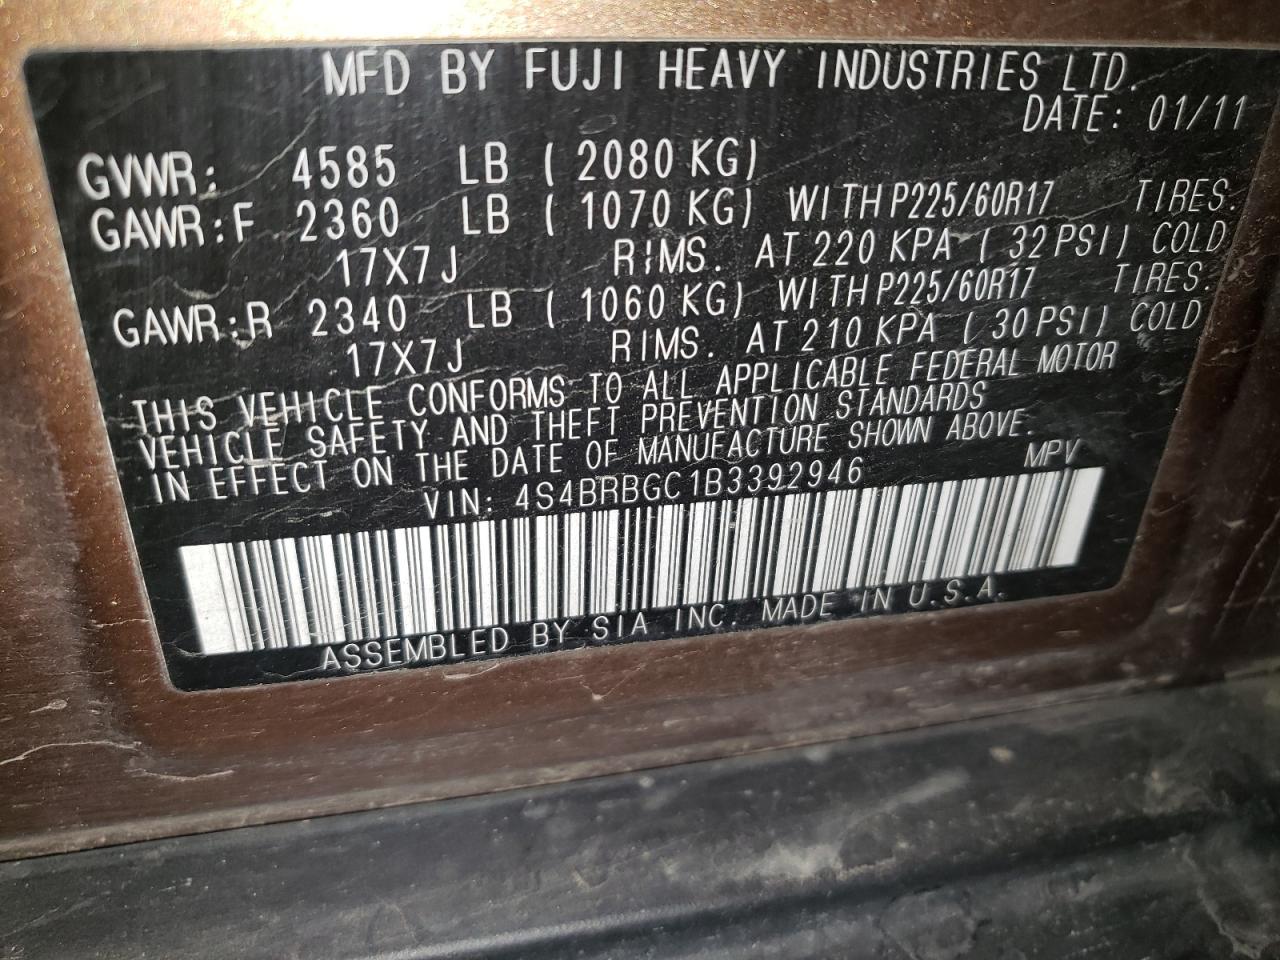 MFD BY FUJI HEAVY INDUSTRIES LTD.
DATE: 01/11
GVWR: 4585 LB ( 2080 KG)
GAWR:F 2360 LB ( 1070 KG) WITH P225/60R17 TIRES.
17X7J RIMS. AT 220 KPA ( 32 PSI) COLD
GAWR:R 2340 LB ( 1060 KG) WITH P225/60R17 TIRES.
17X7J RIMS. AT 210 KPA ( 30 PSI) COLD
THIS VEHICLE CONFORMS TO ALL APPLICABLE FEDERAL MOTOR
VEHICLE SAFETY AND THEFT PREVENTION STANDARDS
IN EFFECT ON THE DATE OF MANUFACTURE SHOWN ABOVE.
VIN: 4S4BRBGC1B3392946 MPV
ASSEMBLED BY SIA INC. MADE IN U.S.A.